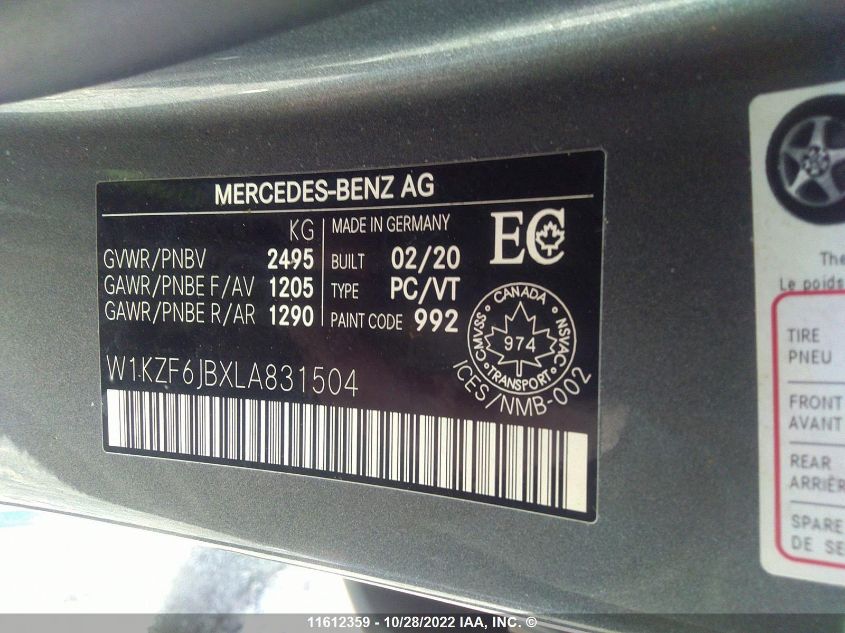 MERCEDES-BENZ AG
KG
GVWR/PNBV 2495
GAWR/PNBE F/AV 1205
GAWR/PNBE R/AR 1290
MADE IN GERMANY
BUILT 02/20
TYPE PC/VT
PAINT CODE 992
EC
CANADA
CMVSS NSVAC
974
TRANSPORT
ICES/NMB-002
W1KZF6JBXLA831504
The
Le poids
TIRE
PNEU
FRONT
AVANT
REAR
ARRIÈR
SPARE
DE SE
11612359 - 10/28/2022 IAA, INC. ©